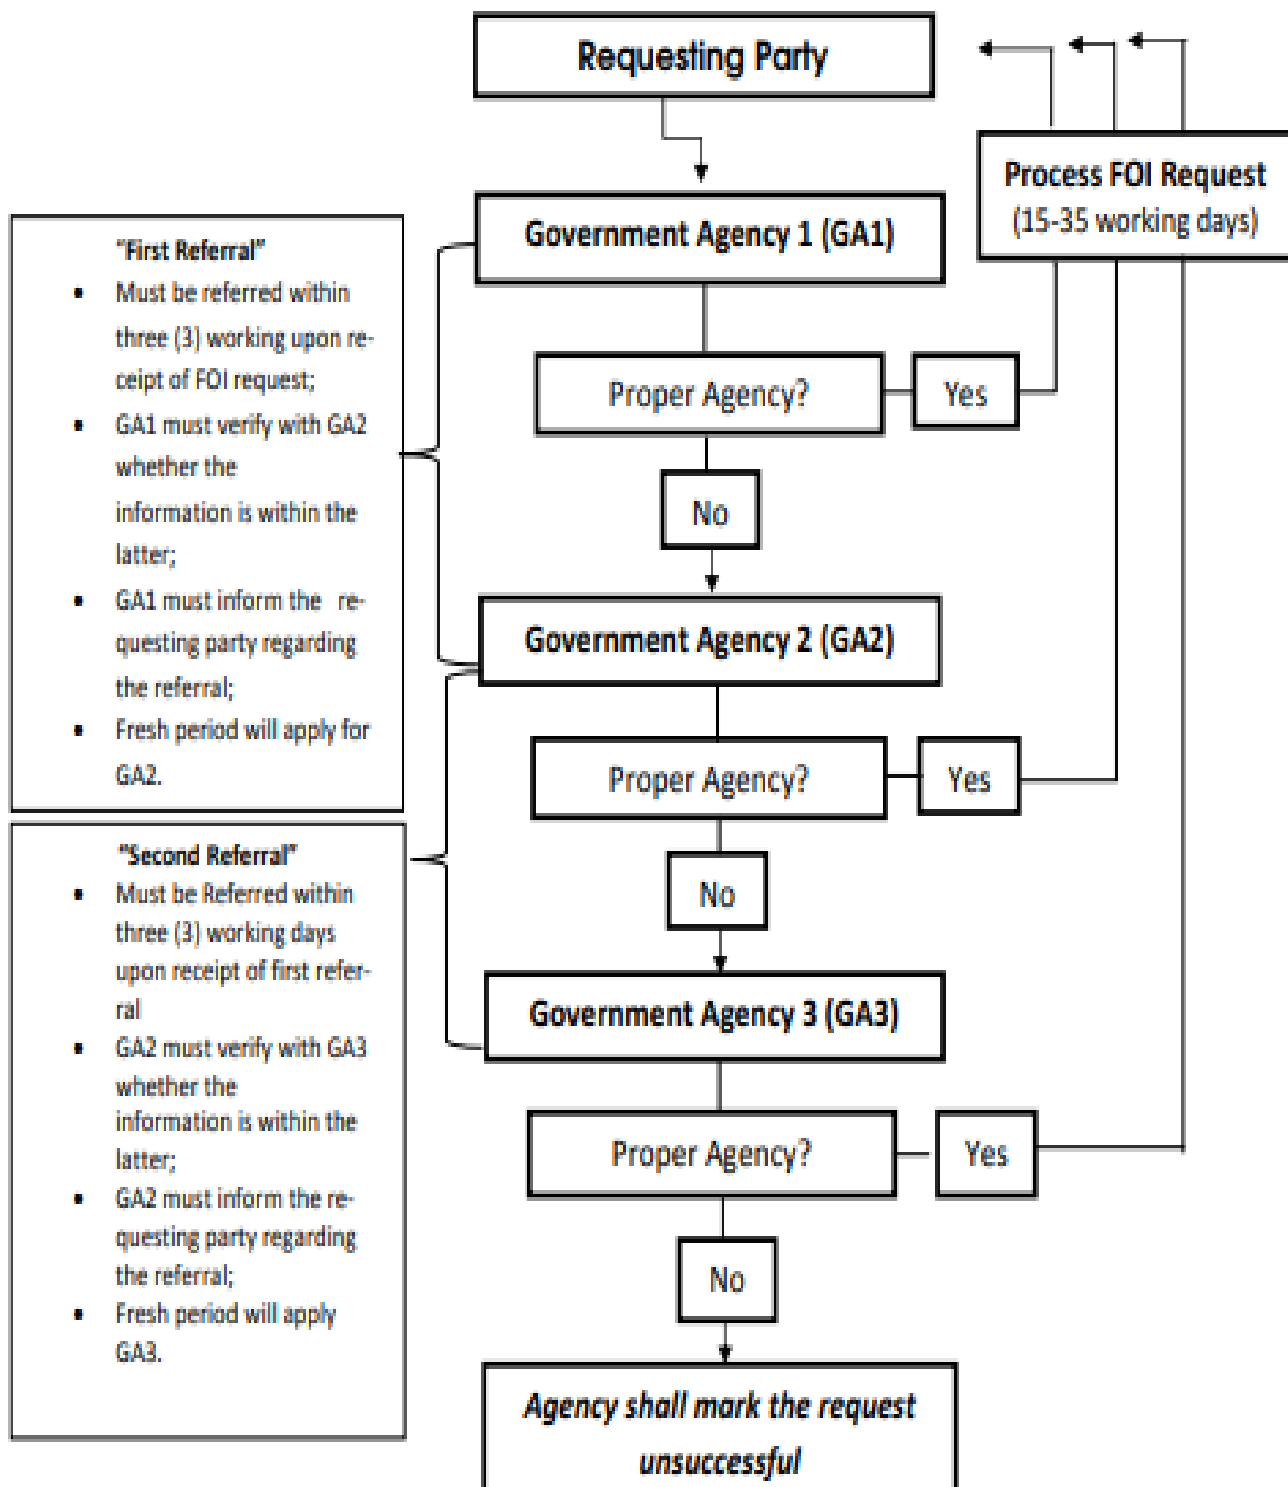 Requesting Party
Process FOI Request
(15-35 working days)
Government Agency 1 (GA1)
"First Referral"
• Must be referred within
three (3) working upon re-
ceipt of FOI request;
• GA1 must verify with GA2
whether the
information is within the
latter;
• GA1 must inform the re-
questing party regarding
the referral;
• Fresh period will apply for
GA2.
Proper Agency?
Yes
No
Government Agency 2 (GA2)
Proper Agency?
Yes
No
"Second Referral"
• Must be Referred within
three (3) working days
upon receipt of first refer-
ral
• GA2 must verify with GA3
whether the
information is within the
latter;
• GA2 must inform the re-
questing party regarding
the referral;
• Fresh period will apply
GA3.
Government Agency 3 (GA3)
Proper Agency?
Yes
No
Agency shall mark the request
unsuccessful